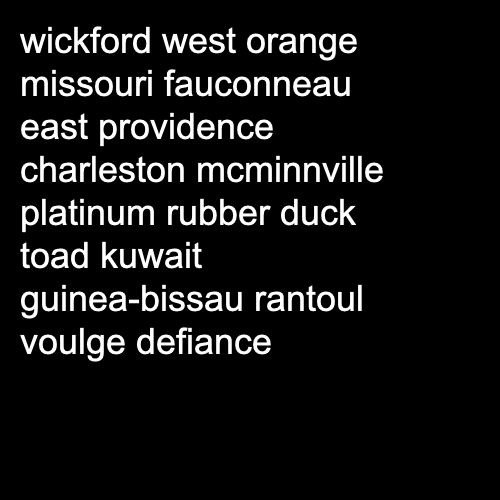 wickford west orange
missouri fauconneau
east providence
charleston mcminnville
platinum rubber duck
toad kuwait
guinea-bissau rantoul
voulge defiance